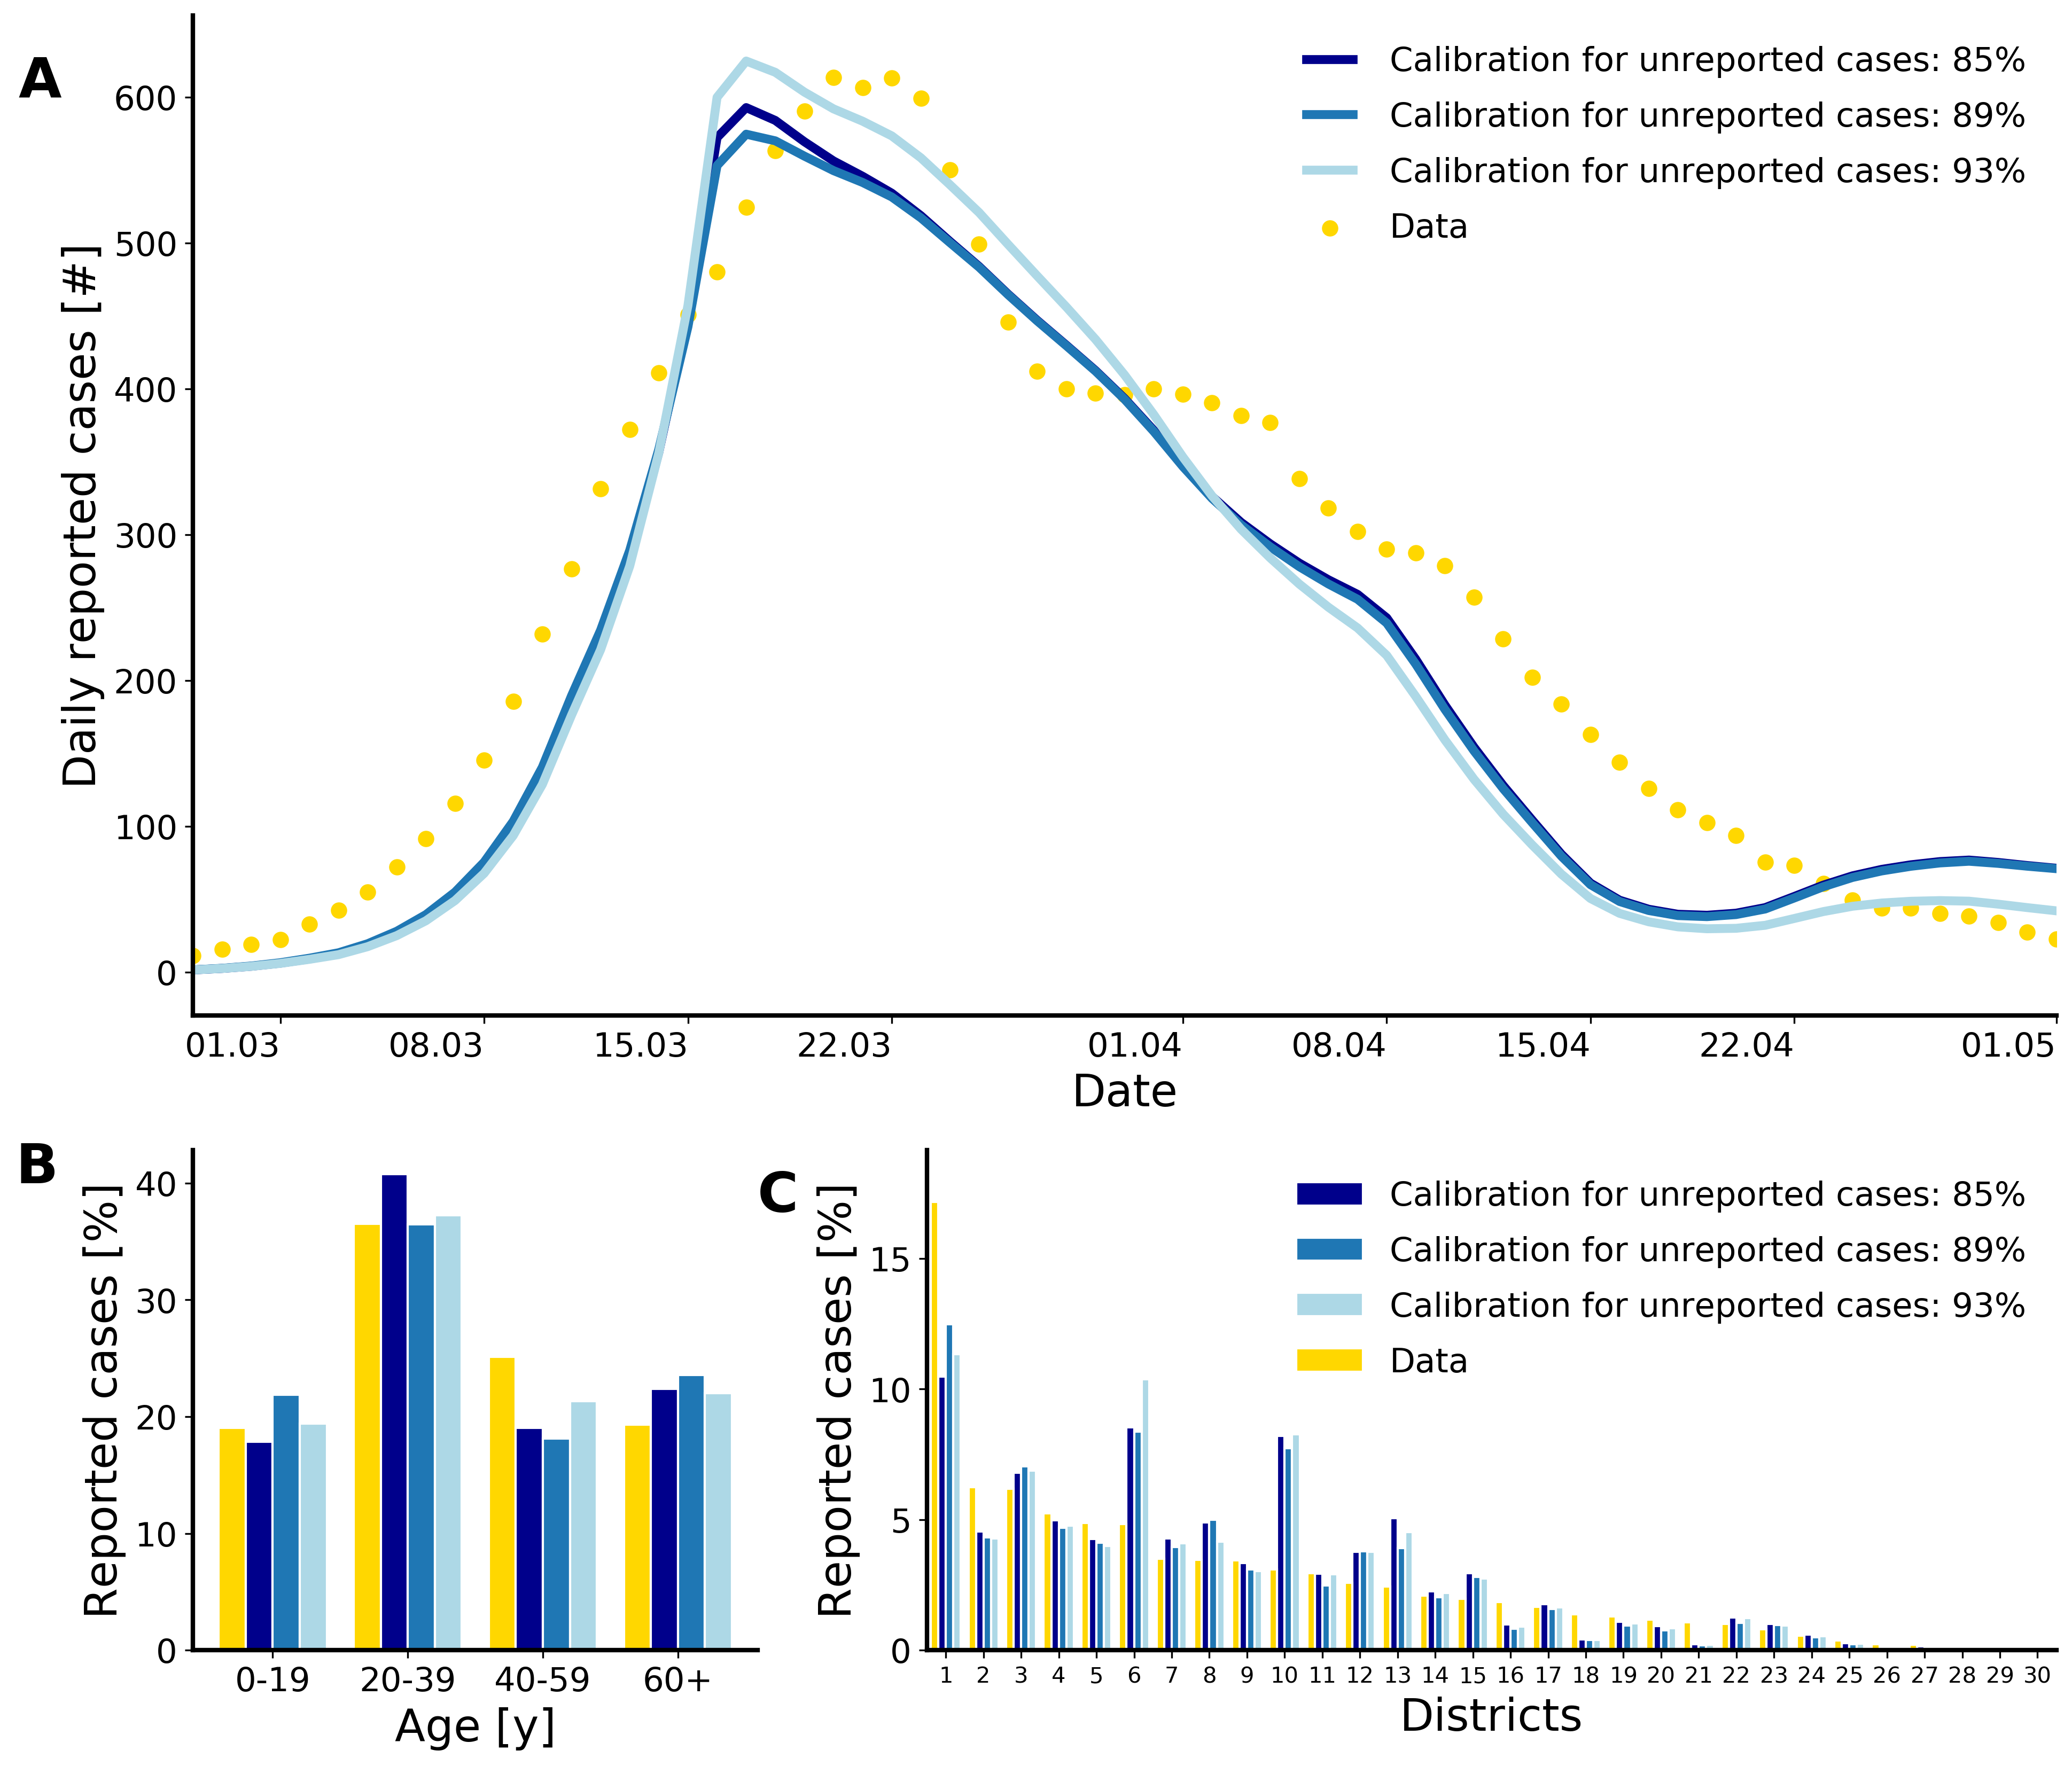 A
Daily reported cases [#]
600
500
400
300
200
100
0
Calibration for unreported cases: 85%
Calibration for unreported cases: 89%
Calibration for unreported cases: 93%
Data
01.03 08.03 15.03 22.03 01.04 08.04 15.04 22.04 01.05
Date
B
Reported cases [%]
40
30
20
10
0
0-19 20-39 40-59 60+
Age [y]
C
Reported cases [%]
15
10
5
0
Calibration for unreported cases: 85%
Calibration for unreported cases: 89%
Calibration for unreported cases: 93%
Data
1 2 3 4 5 6 7 8 9 10 11 12 13 14 15 16 17 18 19 20 21 22 23 24 25 26 27 28 29 30
Districts